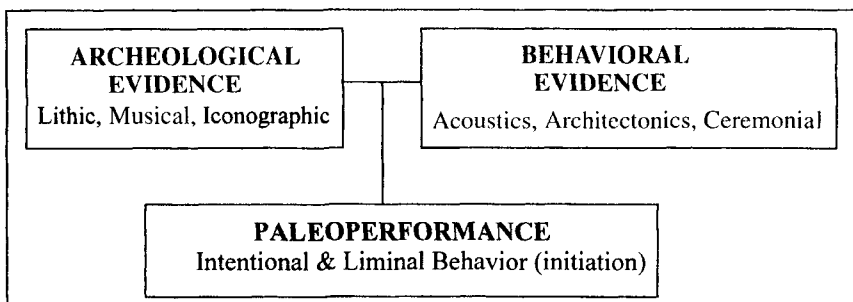 ARCHEOLOGICAL
EVIDENCE
Lithic, Musical, Iconographic
BEHAVIORAL
EVIDENCE
Acoustics, Architectonics, Ceremonial
PALEOPERFORMANCE
Intentional & Liminal Behavior (initiation)